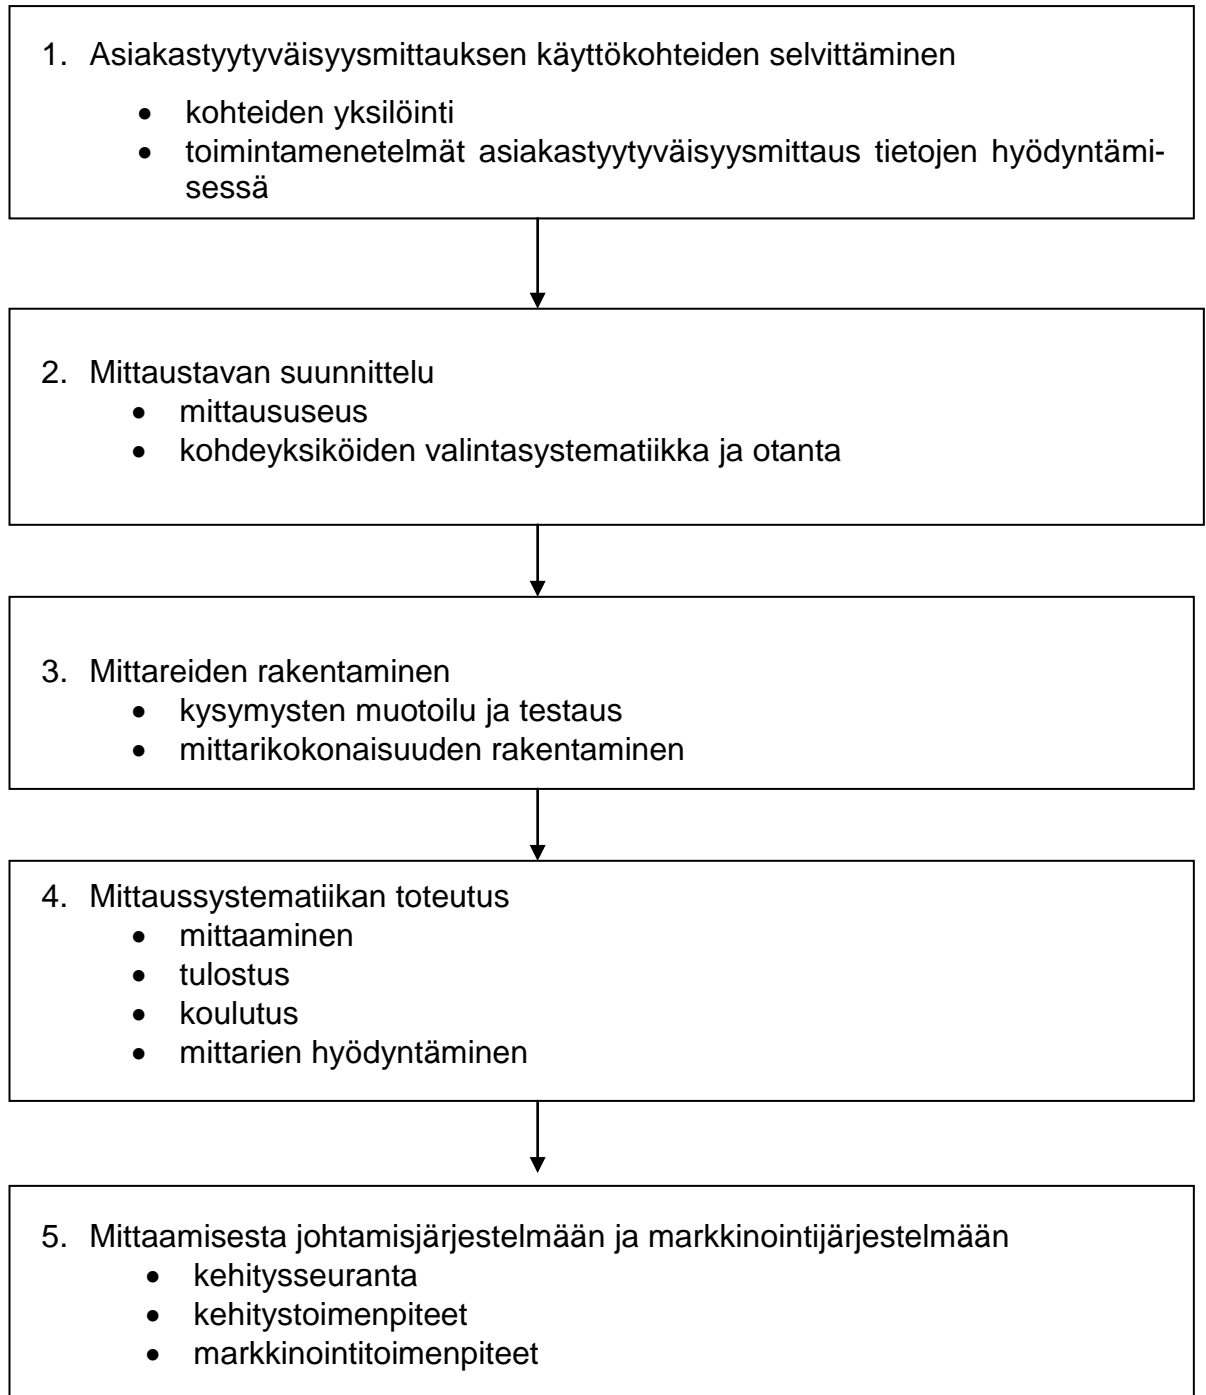 1. Asiakastyytyväisyysmittauksen käyttökohteiden selvittäminen
• kohteiden yksilöinti
• toimintamenetelmät asiakastyytyväisyysmittaus tietojen hyödyntämi-
sessä
2. Mittaustavan suunnittelu
• mittaususeus
• kohdeyksiköiden valintasystematiikka ja otanta
3. Mittareiden rakentaminen
• kysymysten muotoilu ja testaus
• mittarikokonaisuuden rakentaminen
4. Mittaussystematiikan toteutus
• mittaaminen
• tulostus
• koulutus
• mittarien hyödyntäminen
5. Mittaamisesta johtamisjärjestelmään ja markkinointijärjestelmään
• kehitysseuranta
• kehitystoimenpiteet
• markkinointitoimenpiteet